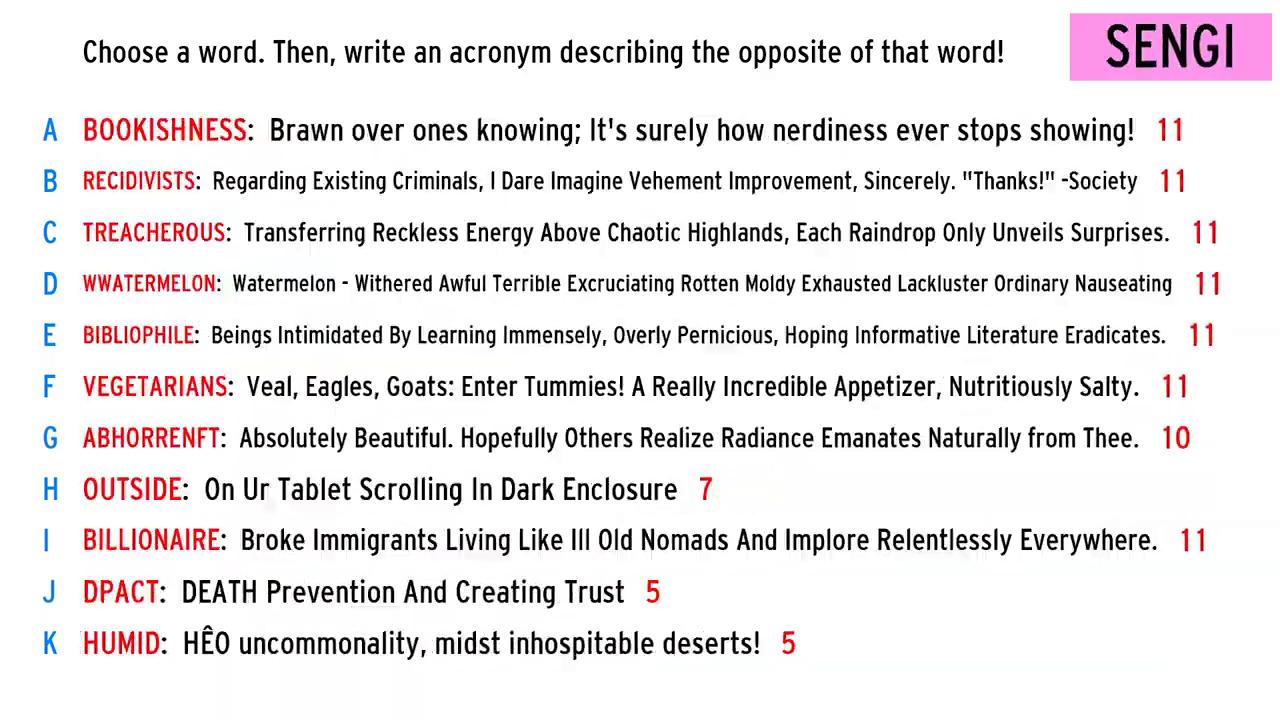 Choose a word. Then, write an acronym describing the opposite of that word!
SENGI
A BOOKISHNESS: Brawn over ones knowing; It's surely how nerdiness ever stops showing! 11
B RECIDIVISTS: Regarding Existing Criminals, I Dare Imagine Vehement Improvement, Sincerely. "Thanks!" -Society 11
C TREACHEROUS: Transferring Reckless Energy Above Chaotic Highlands, Each Raindrop Only Unveils Surprises. 11
D WWATERMELON: Watermelon - Withered Awful Terrible Excruciating Rotten Moldy Exhausted Lackluster Ordinary Nauseating 11
E BIBLIOPHILE: Beings Intimidated By Learning Immensely, Overly Pernicious, Hoping Informative Literature Eradicates. 11
F VEGETARIANS: Veal, Eagles, Goats: Enter Tummies! A Really Incredible Appetizer, Nutritiously Salty. 11
G ABHORRENFT: Absolutely Beautiful. Hopefully Others Realize Radiance Emanates Naturally from Thee. 10
H OUTSIDE: On Ur Tablet Scrolling In Dark Enclosure 7
I BILLIONAIRE: Broke Immigrants Living Like Ill Old Nomads And Implore Relentlessly Everywhere. 11
J DPACT: DEATH Prevention And Creating Trust 5
K HUMID: HÊO uncommonality, midst inhospitable deserts! 5